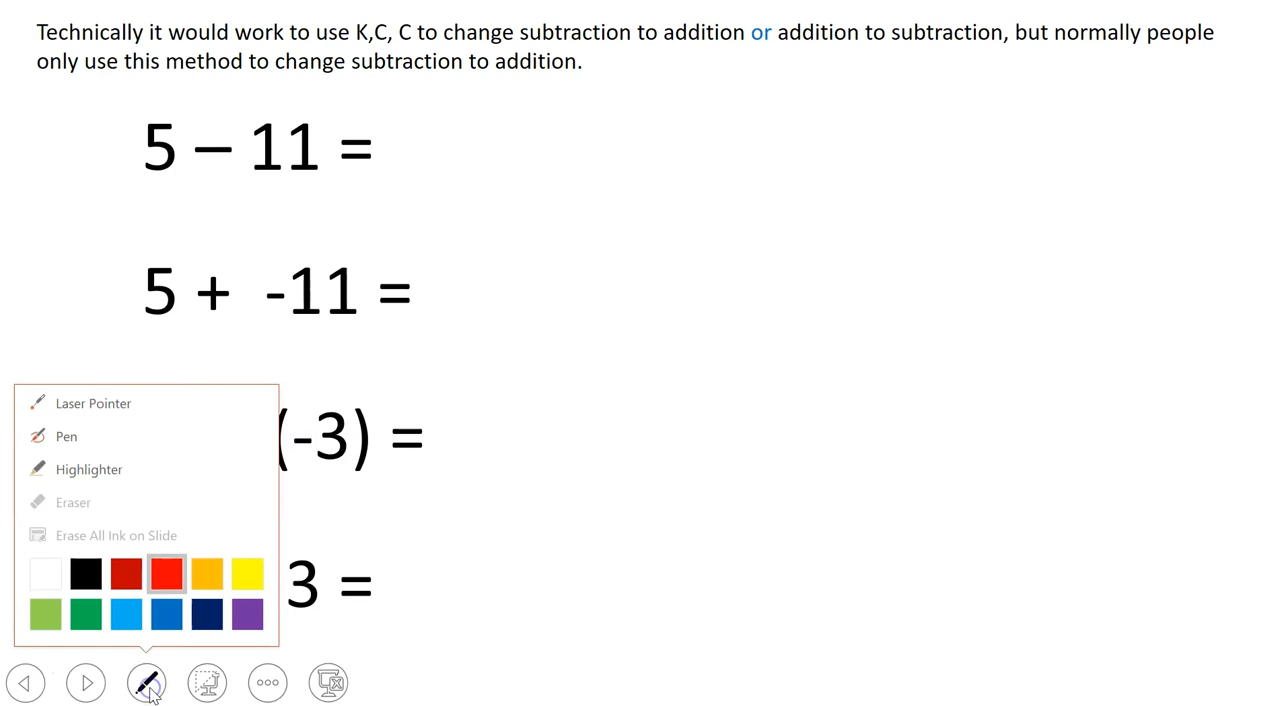 Technically it would work to use K,C, C to change subtraction to addition or addition to subtraction, but normally people
only use this method to change subtraction to addition.
5 – 11 =
5 + -11 =
(-3) =
3 =
Laser Pointer
Pen
Highlighter
Eraser
Erase All Ink on Slide